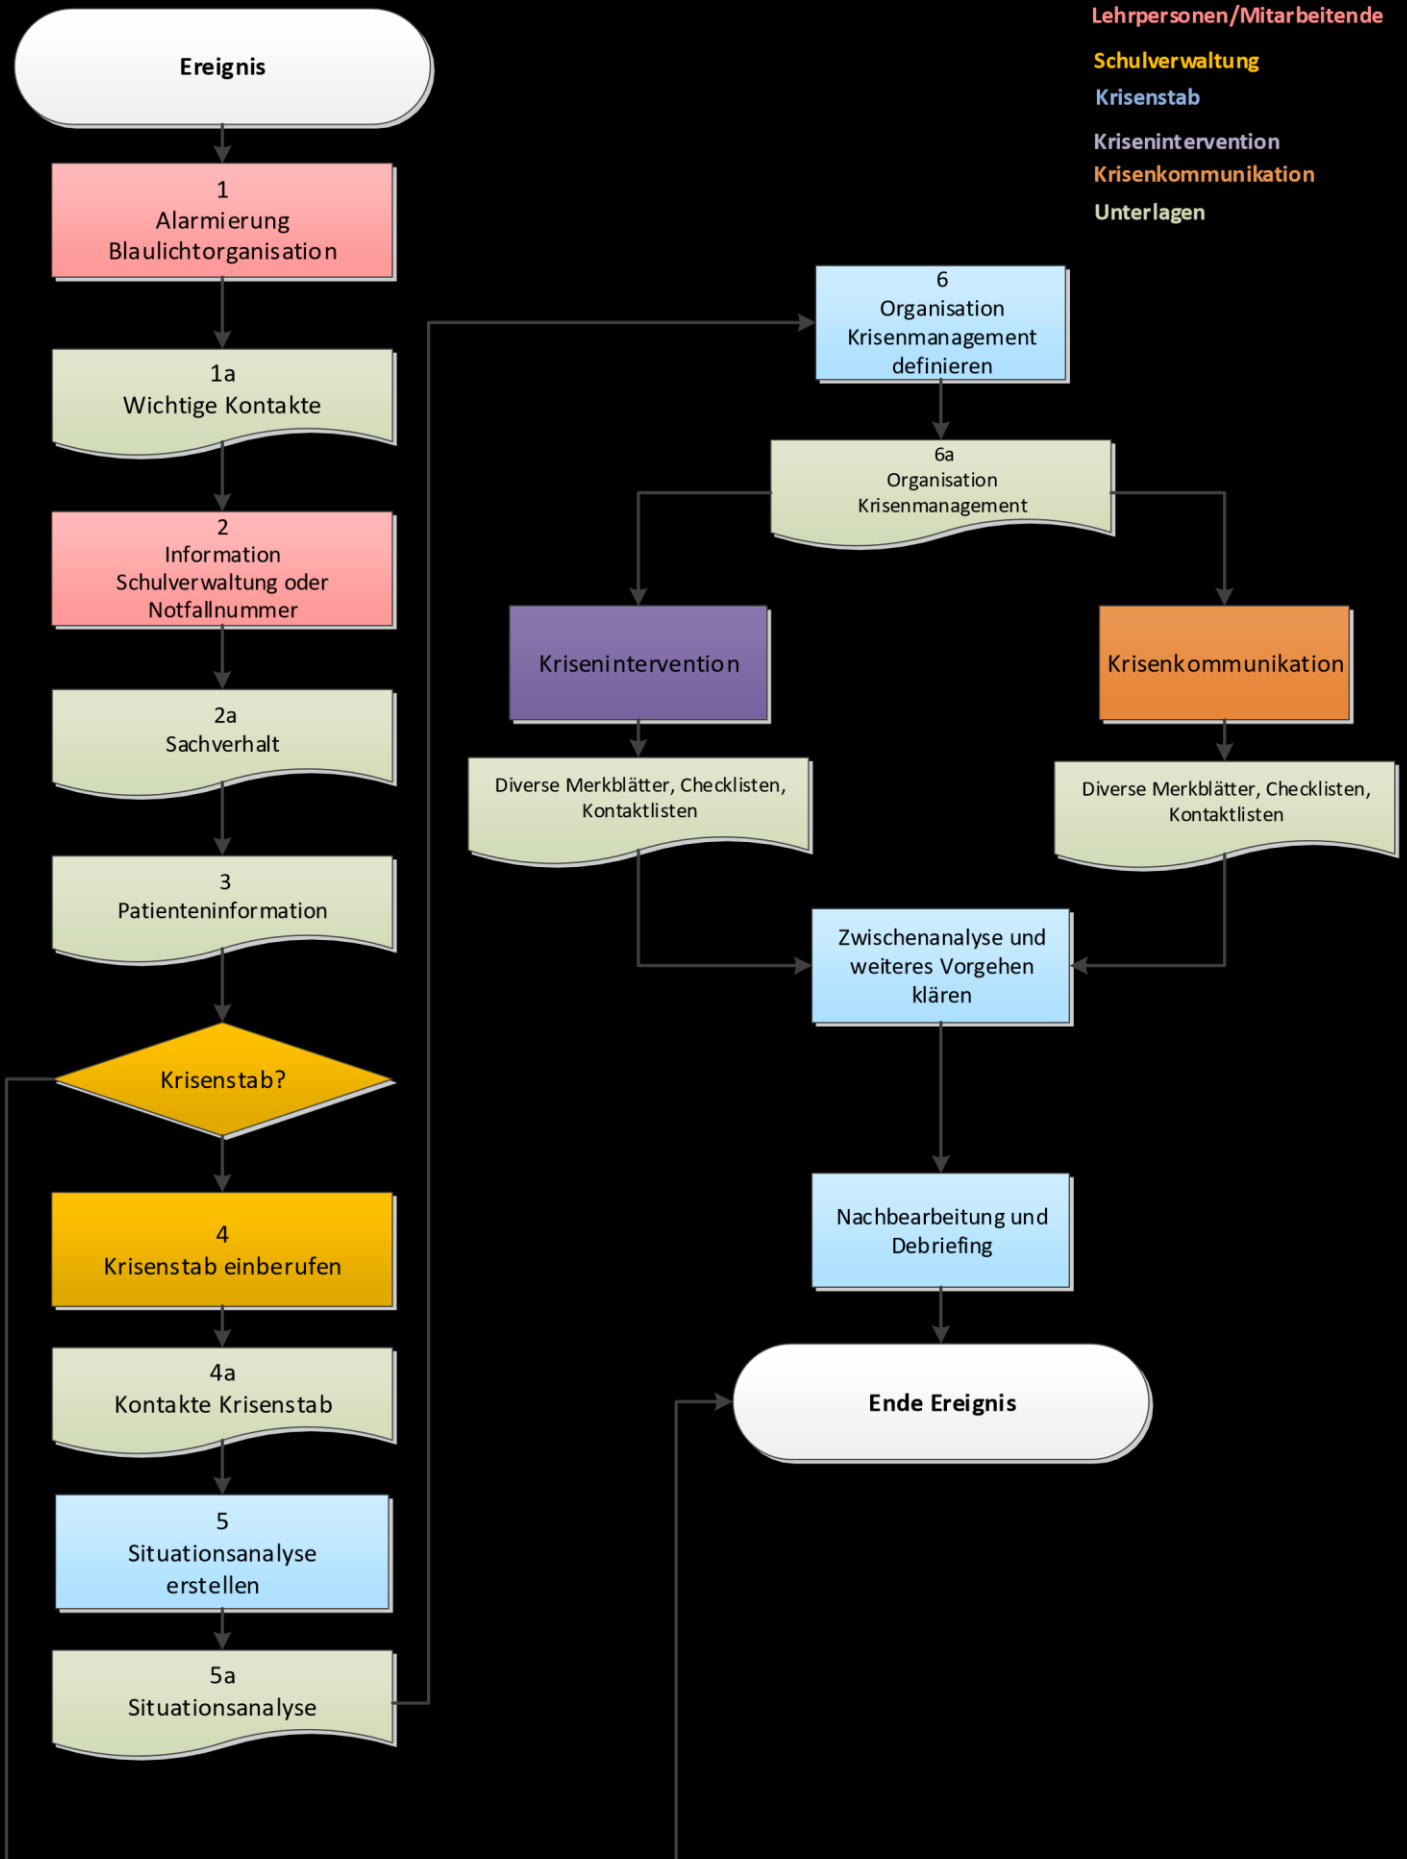 Ereignis
1
Alarmierung
Blaulichtorganisation
1a
Wichtige Kontakte
2
Information
Schulverwaltung oder
Notfallnummer
2a
Sachverhalt
3
Patienteninformation
Krisenstab?
4
Krisenstab einberufen
4a
Kontakte Krisenstab
5
Situationsanalyse
erstellen
5a
Situationsanalyse
Lehrpersonen/Mitarbeitende
Schulverwaltung
Krisenstab
Krisenintervention
Krisenkommunikation
Unterlagen
6
Organisation
Krisenmanagement
definieren
6a
Organisation
Krisenmanagement
Krisenintervention
Krisenkommunikation
Diverse Merkblätter, Checklisten,
Kontaktlisten
Diverse Merkblätter, Checklisten,
Kontaktlisten
Zwischenanalyse und
weiteres Vorgehen
klären
Nachbearbeitung und
Debriefing
Ende Ereignis